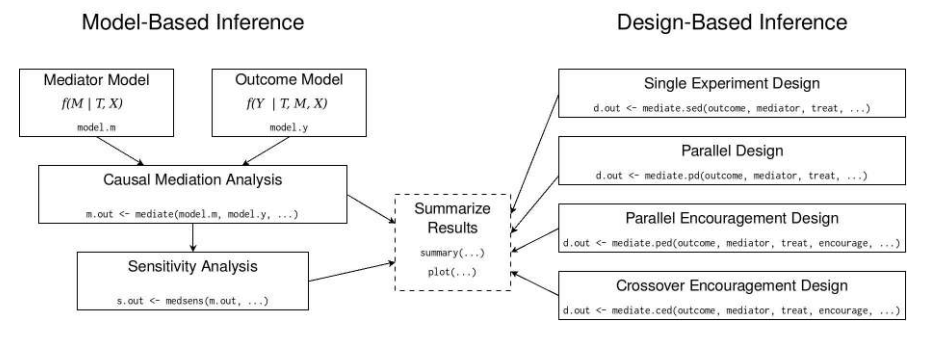 Model-Based Inference
Design-Based Inference
Mediator Model
f(M | T, X)
model.m
Outcome Model
f(Y | T, M, X)
model.y
Causal Mediation Analysis
m.out <- mediate(model.m, model.y, ...)
Sensitivity Analysis
s.out <- medsens(m.out, ...)
Summarize
Results
summary(...)
plot(...)
Single Experiment Design
d.out <- mediate.sed(outcome, mediator, treat, ...)
Parallel Design
d.out <- mediate.pd(outcome, mediator, treat, ...)
Parallel Encouragement Design
d.out <- mediate.ped(outcome, mediator, treat, encourage, ...)
Crossover Encouragement Design
d.out <- mediate.ced(outcome, mediator, treat, encourage, ...)